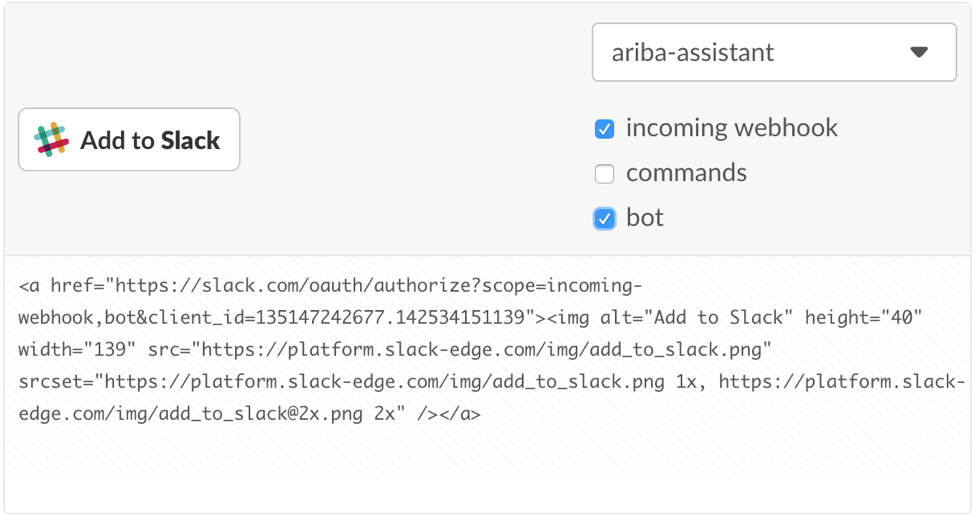 ariba-assistant
Add to Slack
incoming webhook
commands
bot
<a href="https://slack.com/oauth/authorize?scope=incoming-
webhook,bot&client_id=135147242677.142534151139"><img alt="Add to Slack" height="40"
width="139" src="https://platform.slack-edge.com/img/add_to_slack.png"
srcset="https://platform.slack-edge.com/img/add_to_slack.png 1x, https://platform.slack-
edge.com/img/add_to_slack@2x.png 2x" /></a>